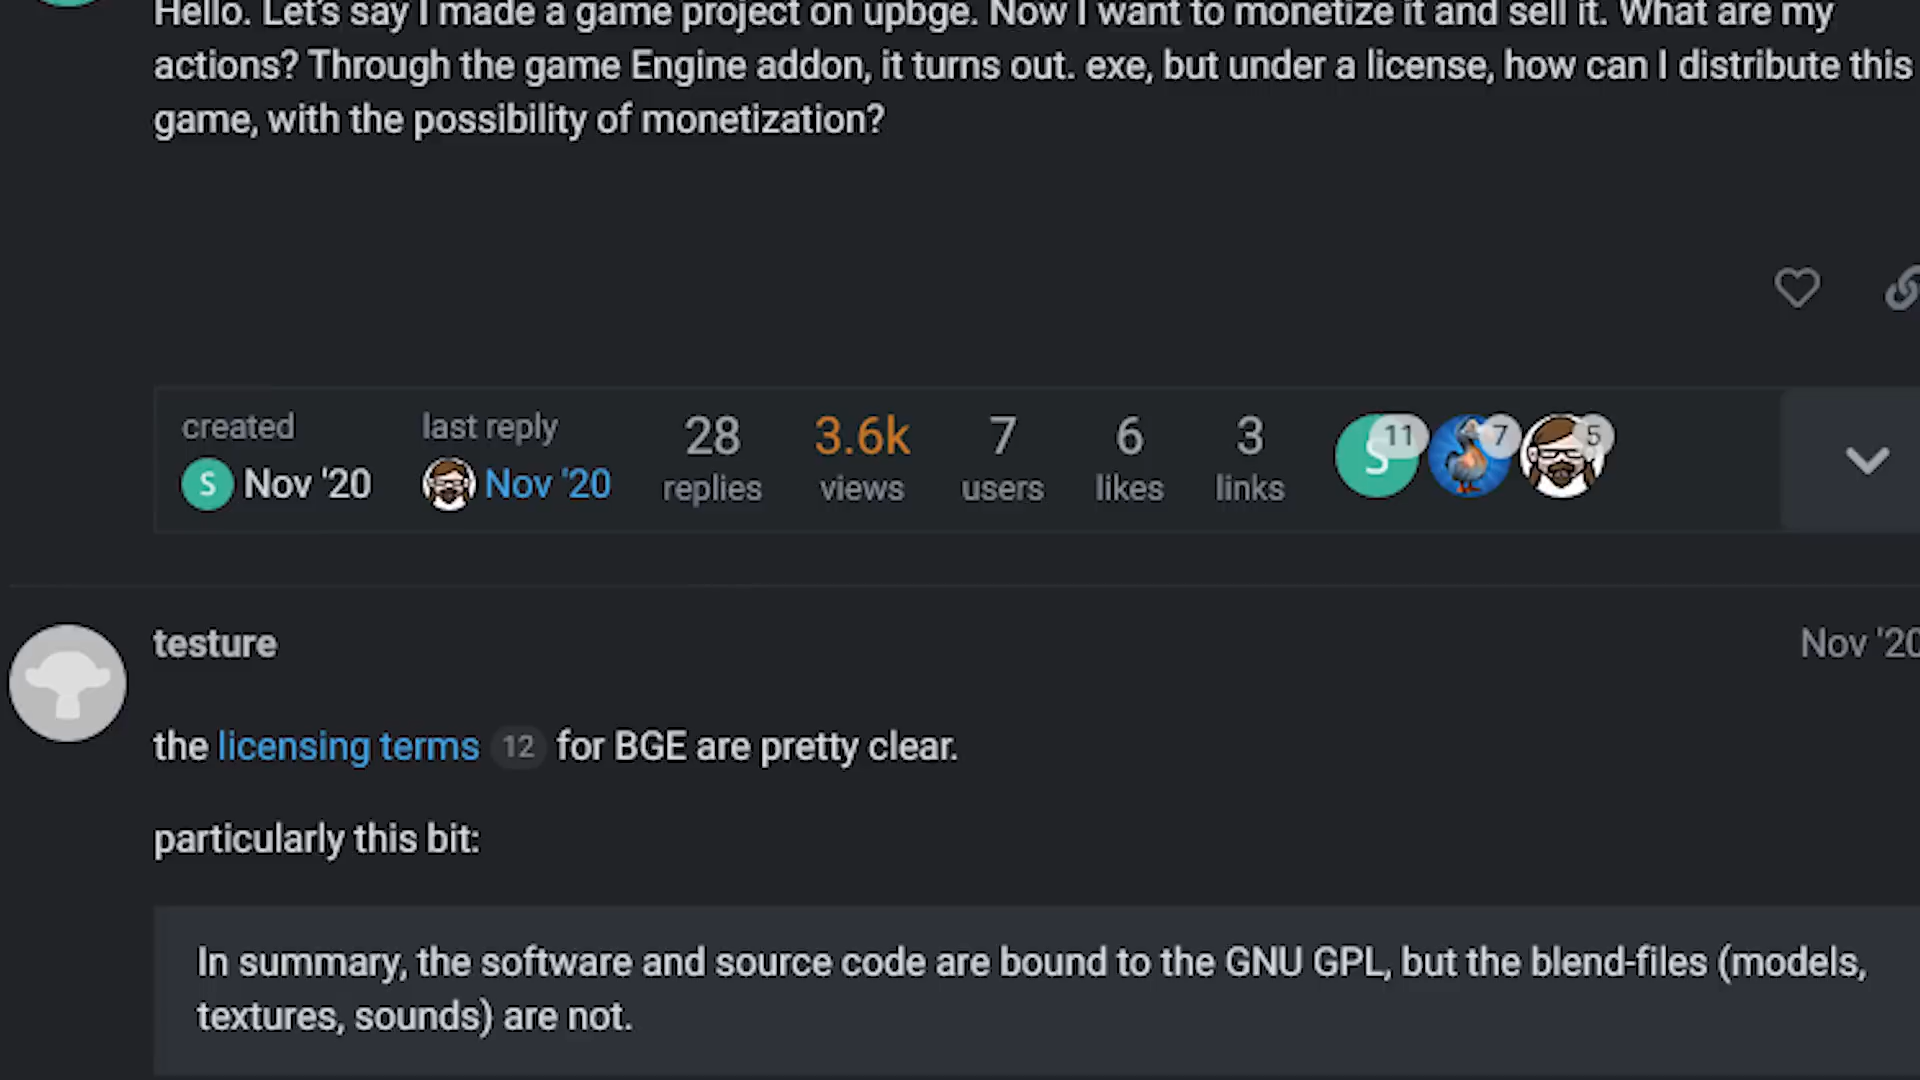 Hello. Let's say I made a game project on upbge. Now I want to monetize it and sell it. What are my
actions? Through the game Engine addon, it turns out. exe, but under a license, how can I distribute this
game, with the possibility of monetization?
created
last reply
28
3.6k
7
6
3
S
11
7
5
S
Nov '20
Nov '20
replies
views
users
likes
links
testure
Nov '20
the licensing terms 12 for BGE are pretty clear.
particularly this bit:
In summary, the software and source code are bound to the GNU GPL, but the blend-files (models,
textures, sounds) are not.